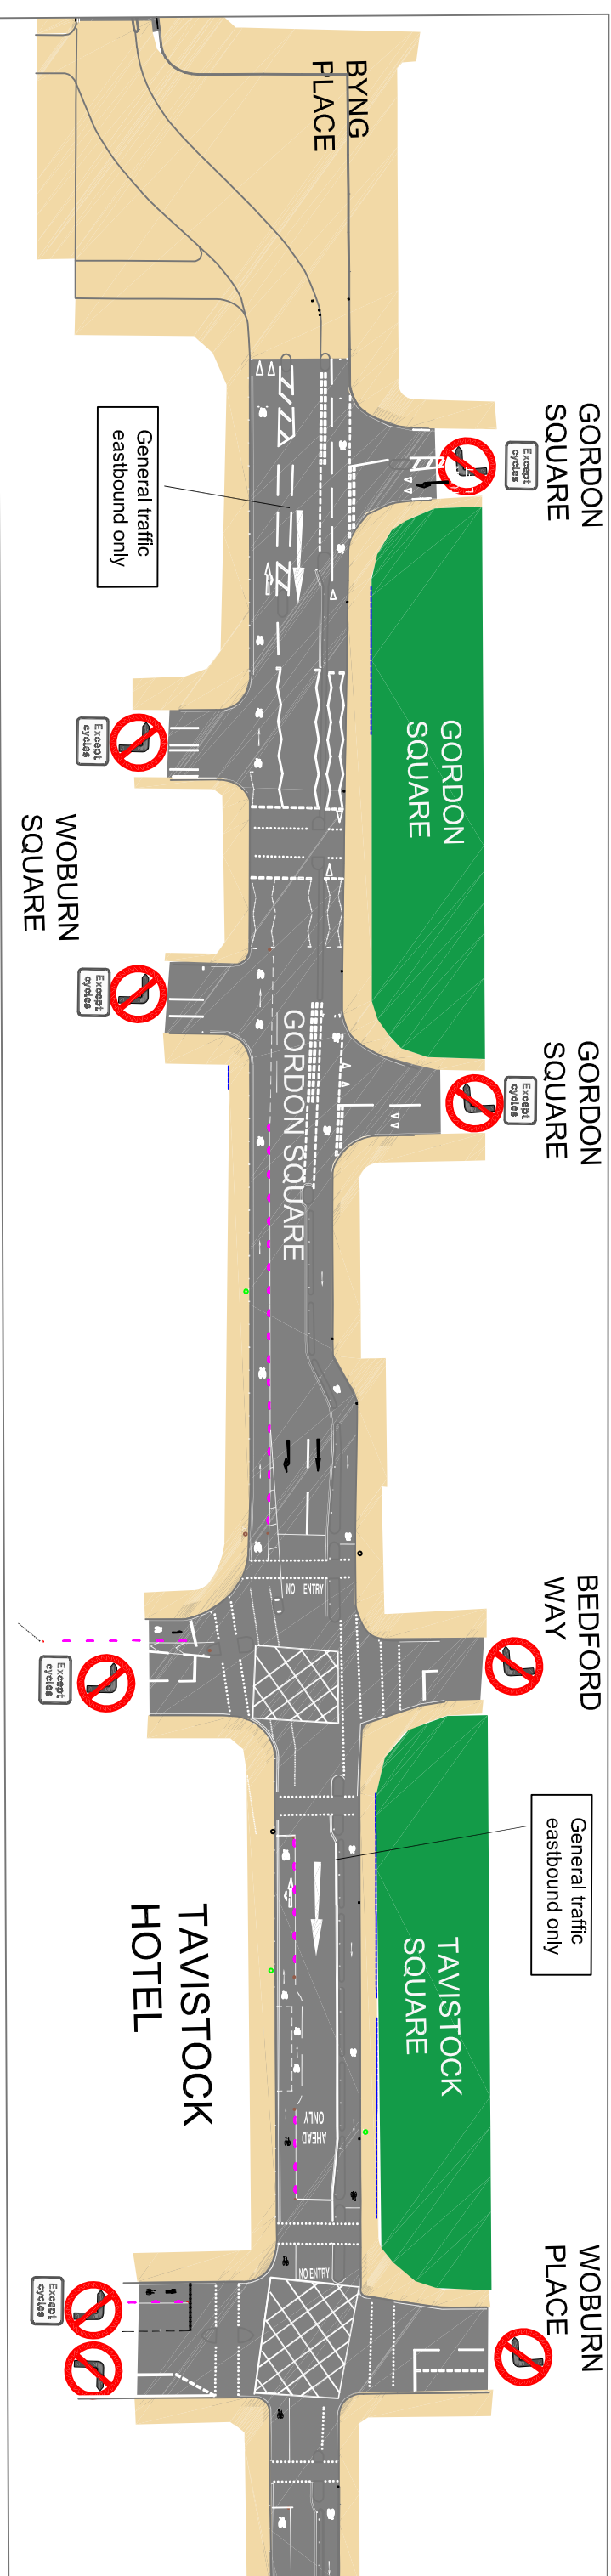 BYNG
PLACE
GORDON
SQUARE
Except
cycles
General traffic
eastbound only
GORDON
SQUARE
Except
cycles
WOBURN
SQUARE
Except
cycles
GORDON SQUARE
GORDON
SQUARE
Except
cycles
NO ENTRY
BEDFORD
WAY
Except
cycles
General traffic
eastbound only
TAVISTOCK
SQUARE
TAVISTOCK
HOTEL
AHEAD
ONLY
NO ENTRY
WOBURN
PLACE
Except
cycles